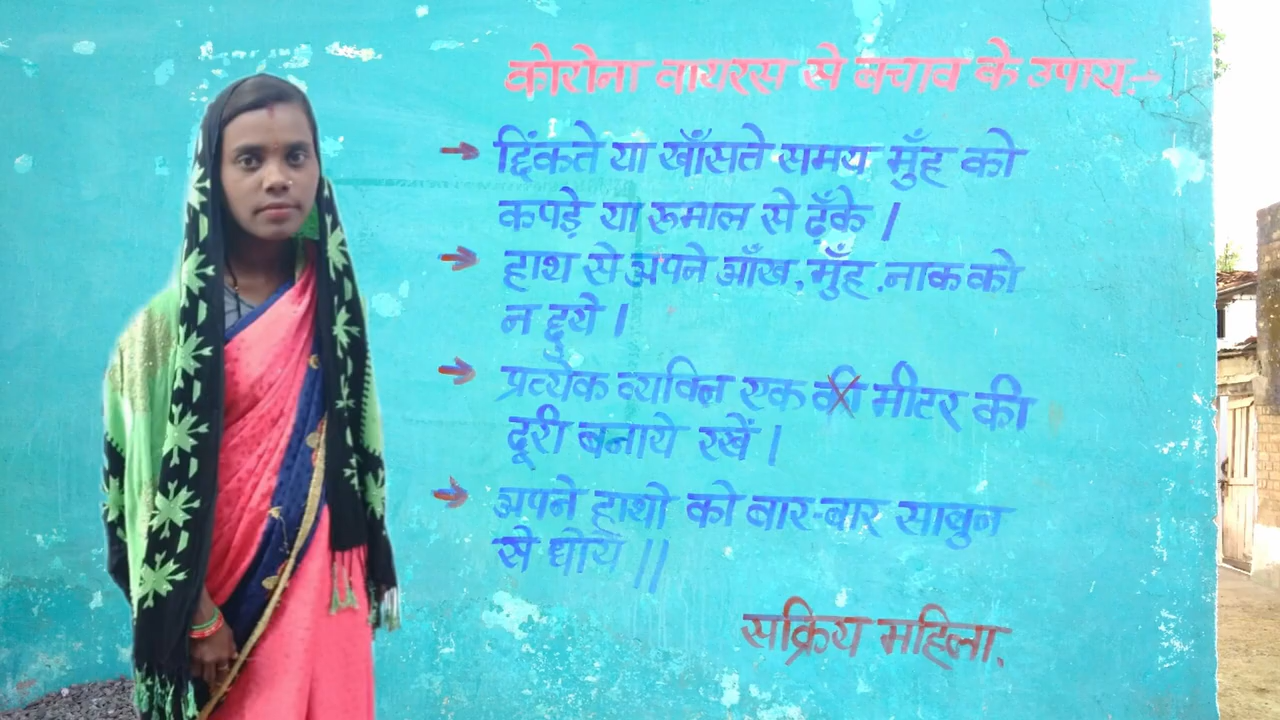 कोरोना वायरस से बचाव के उपाय:-
→ छिंकते या खाँसते समय मुँह को
कपड़े या रूमाल से ढ़ँके ।
→ हाथ से अपने आँख, मुँह ,नाक को
न छूये ।
→ प्रत्येक व्यक्ति एक की मीटर की
दूरी बनाये रखें ।
→ अपने हाथो को बार-बार साबुन
से धोये ||
सक्रिय महिला.